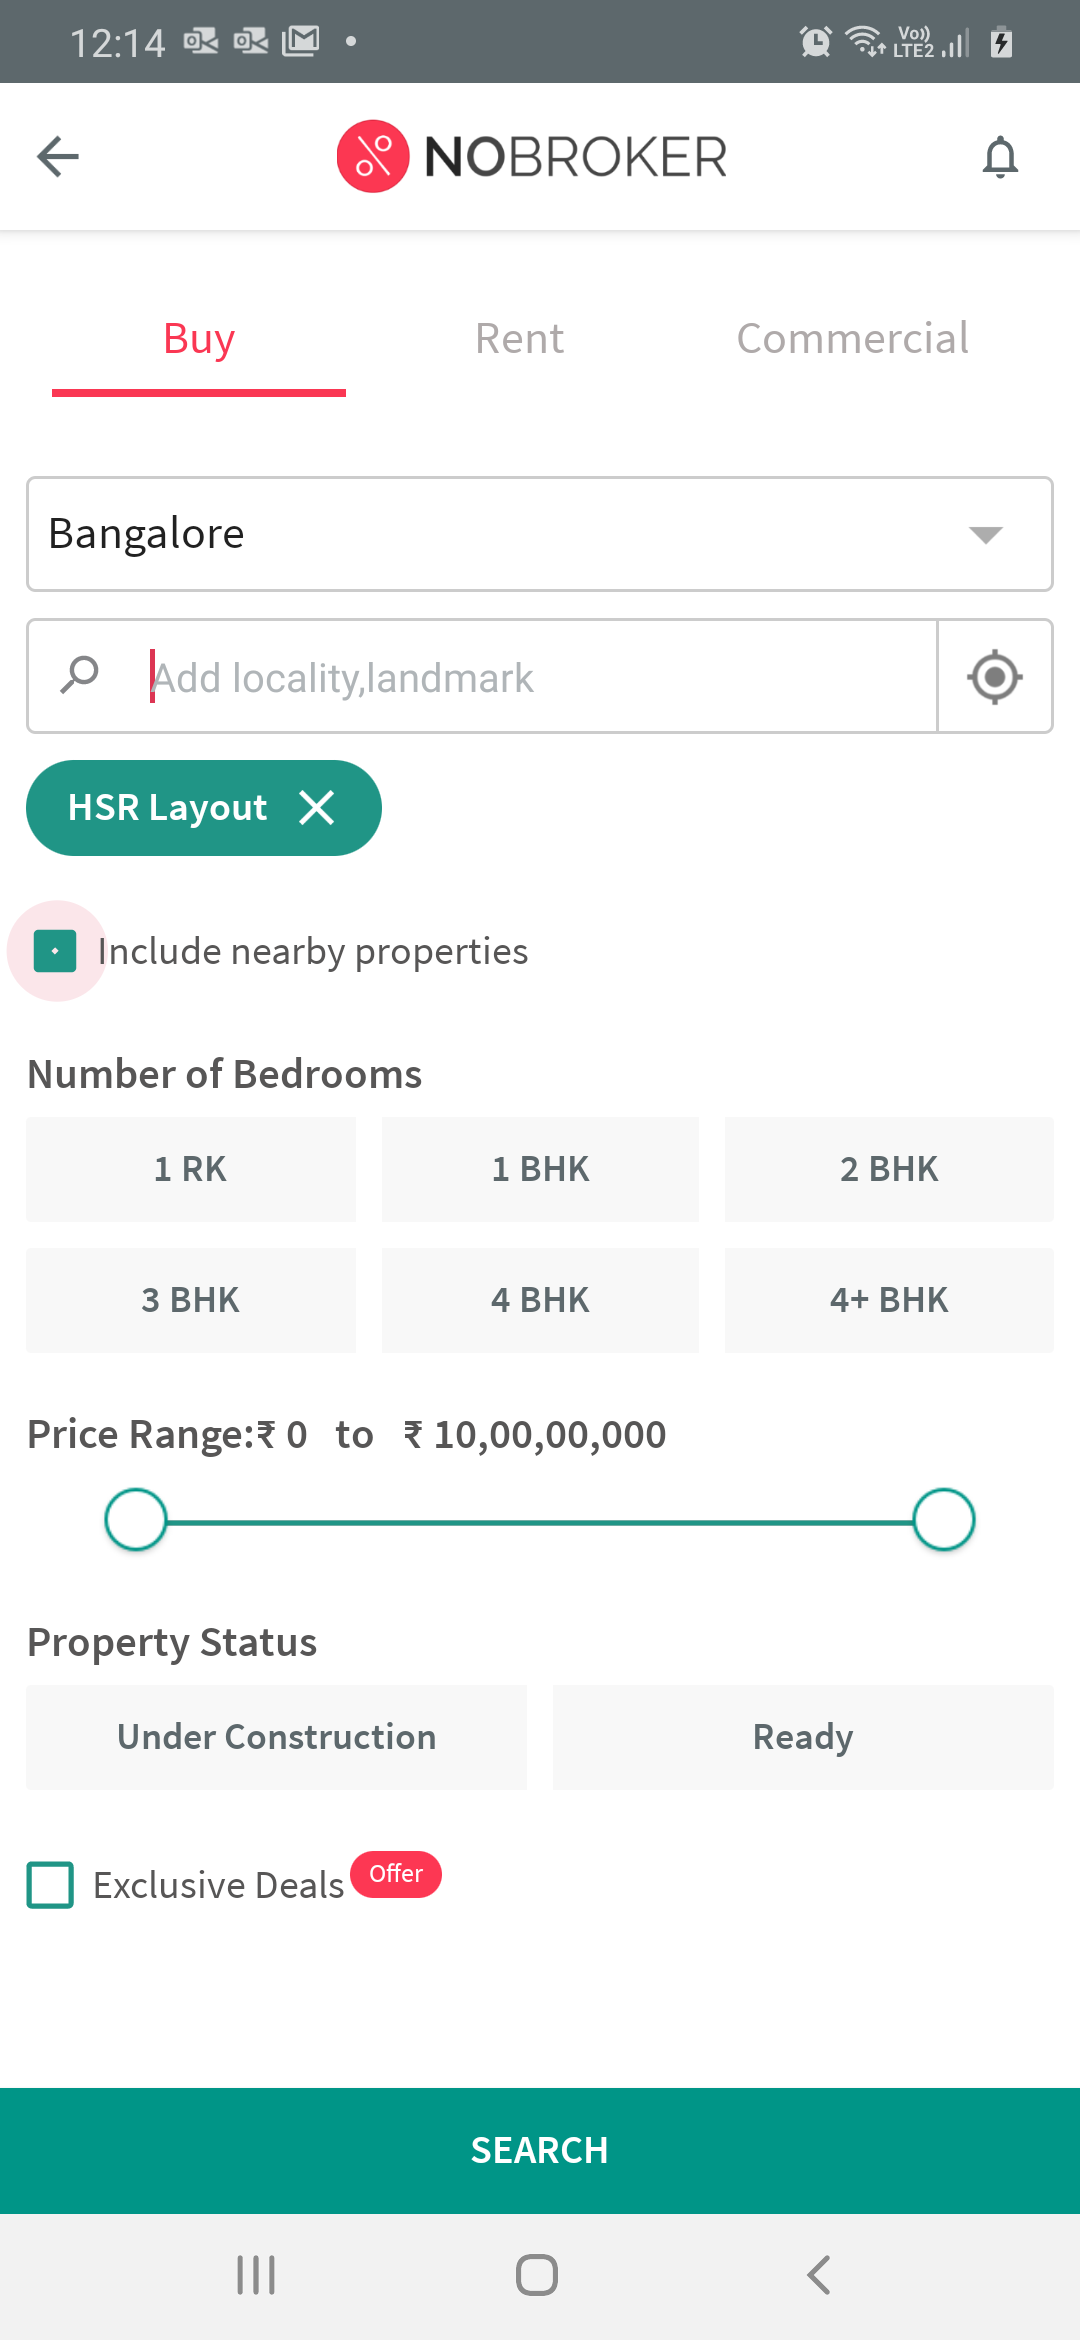 12:14 Vo)) LTE2
NOBROKER
Buy Rent Commercial
Bangalore
Add locality,landmark
HSR Layout
Include nearby properties
Number of Bedrooms
1 RK 1 BHK 2 BHK
3 BHK 4 BHK 4+ BHK
Price Range:₹ 0 to ₹ 10,00,00,000
Property Status
Under Construction Ready
Exclusive Deals Offer
SEARCH